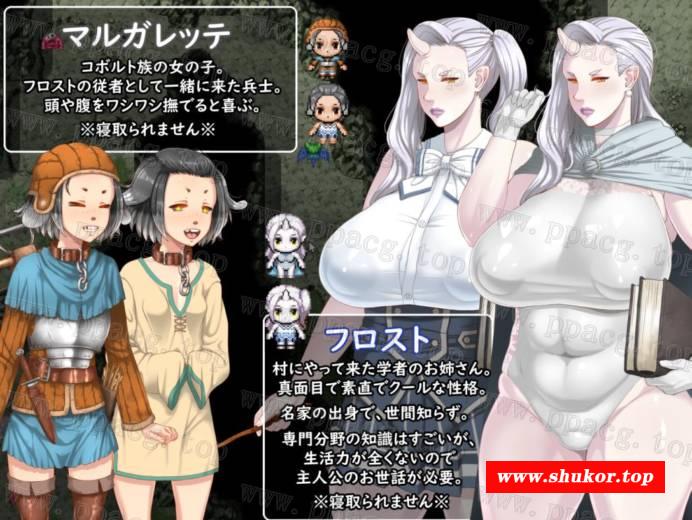 マルガレッテ
コボルト族の女の子。
フロストの従者として一緒に来た兵士。
頭や腹をワシワシ撫でると喜ぶ。
※寝取られません※
フロスト
村にやって来た学者のお姉さん。
真面目で素直でクールな性格。
名家の出身で、世間知らず。
専門分野の知識はすごいが、
生活力が全くないので
主人公のお世話が必要。
※寝取られません※
www.shukor.top
www.ppacg.top